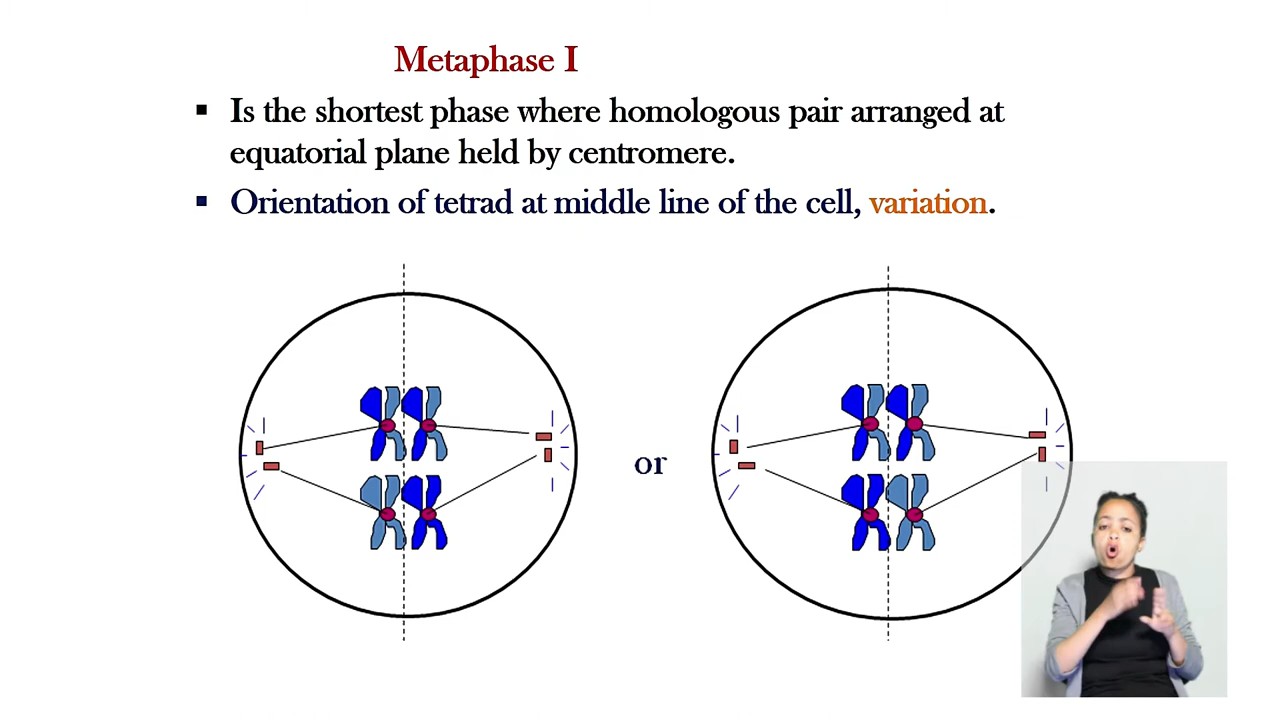 Metaphase I
▪ Is the shortest phase where homologous pair arranged at
equatorial plane held by centromere.
▪ Orientation of tetrad at middle line of the cell, variation.
or